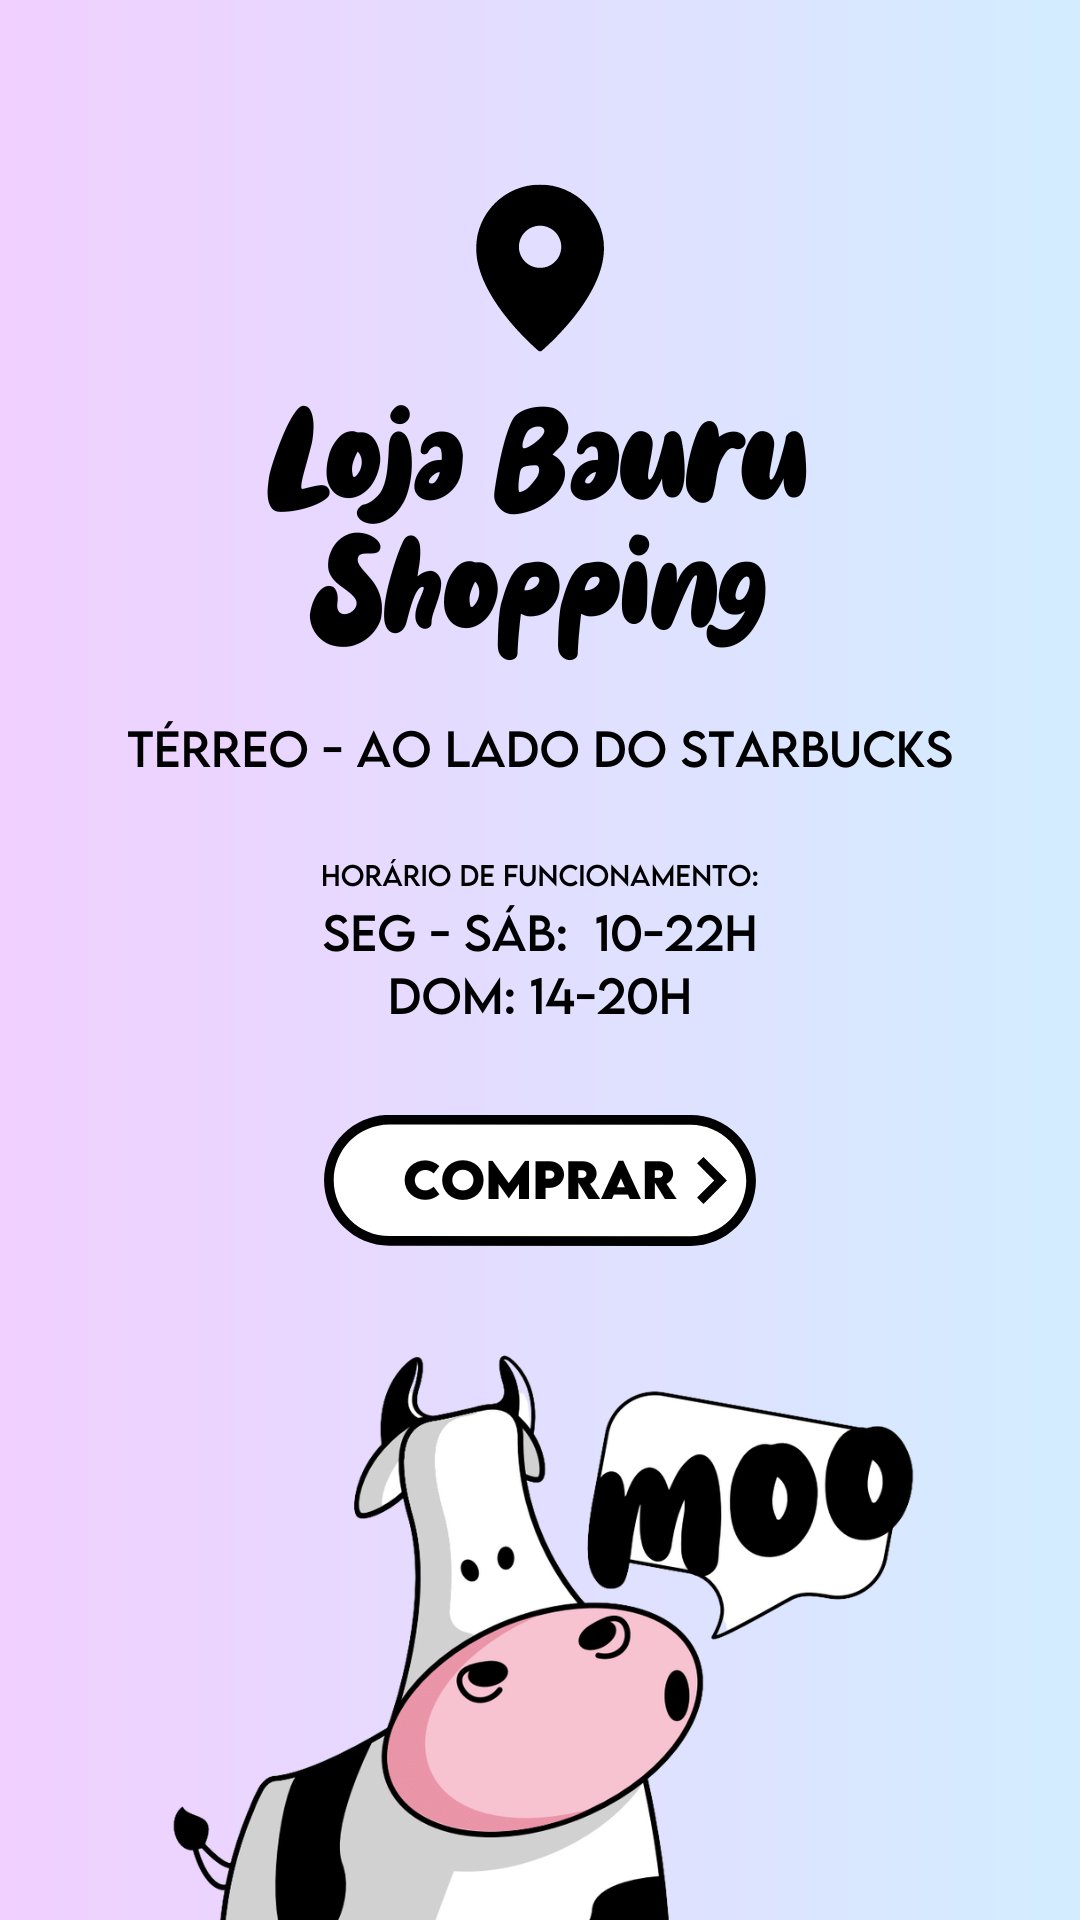 Loja Bauru
Shopping
TÉRREO - AO LADO DO STARBUCKS
HORÁRIO DE FUNCIONAMENTO:
SEG - SÁB: 10-22H
DOM: 14-20H
COMPRAR
MOO